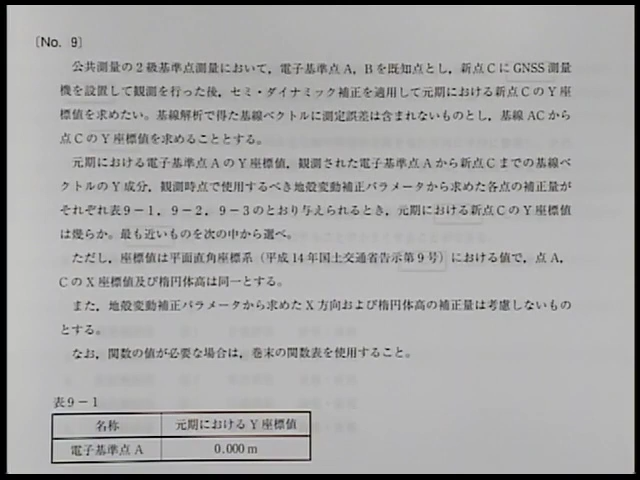 〔No. 9〕
公共測量の2級基準点測量において，電子基準点A，Bを既知点とし，新点CにGNSS測量
機を設置して観測を行った後，セミ・ダイナミック補正を適用して元期における新点CのY座
標値を求めたい。基線解析で得た基線ベクトルに測定誤差は含まれないものとし，基線ACから
点CのY座標値を求めることとする。
元期における電子基準点AのY座標値，観測された電子基準点Aから新点Cまでの基線ベ
クトルのY成分，観測時点で使用するべき地殻変動補正パラメータから求めた各点の補正量が
それぞれ表9－1，9－2，9－3のとおり与えられるとき，元期における新点CのY座標値
は幾らか。最も近いものを次の中から選べ。
ただし，座標値は平面直角座標系（平成14年国土交通省告示第9号）における値で，点A，
CのX座標値及び楕円体高は同一とする。
また，地殻変動補正パラメータから求めたX方向および楕円体高の補正量は考慮しないもの
とする。
なお，関数の値が必要な場合は，巻末の関数表を使用すること。
表9－1
名称 元期におけるY座標値
電子基準点A 0.000 m